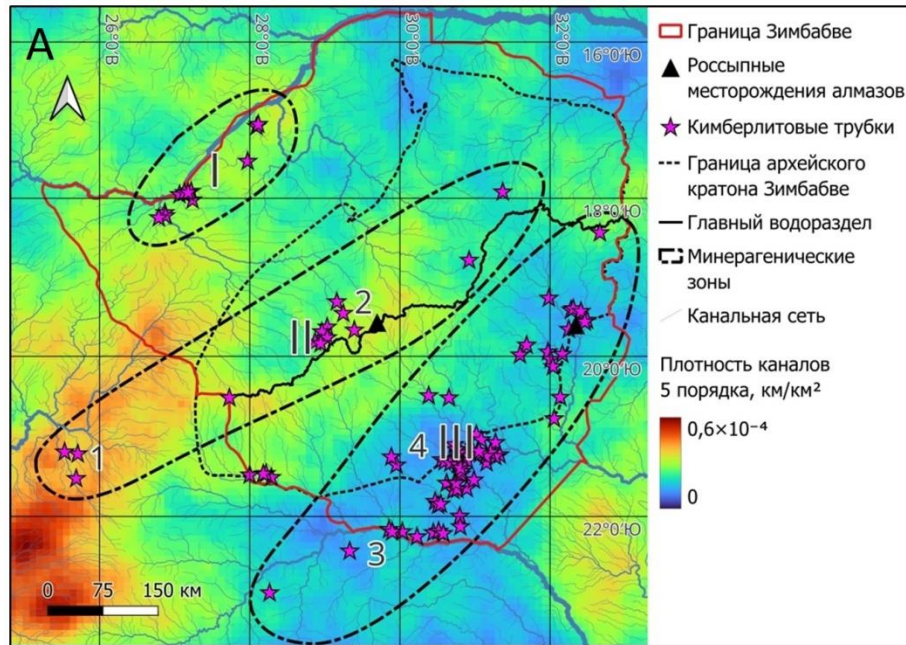 А
26°0'В
28°0'В
30°0'В
32°0'В
16°0'Ю
I
18°0'Ю
2
II
20°0'Ю
1
4
III
22°0'Ю
3
0 75 150 км
Граница Зимбабве
Россыпные
месторождения алмазов
Кимберлитовые трубки
Граница архейского
кратона Зимбабве
Главный водораздел
Минерагенические
зоны
Канальная сеть
Плотность каналов
5 порядка, км/км²
0,6×10⁻⁴
0